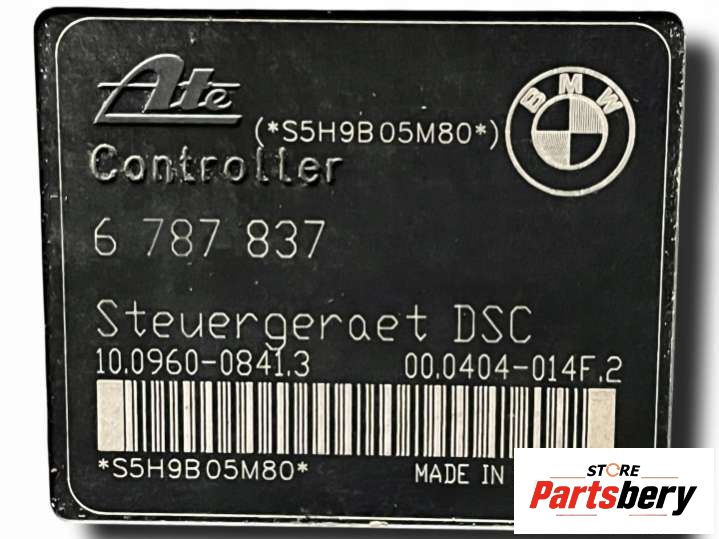 Ate
BMW
(*S5H9B05M80*)
Controller
6 787 837
Steuergeraet DSC
10.0960-0841.3 00.0404-014F.2
*S5H9B05M80* MADE IN
STORE
Partsbery